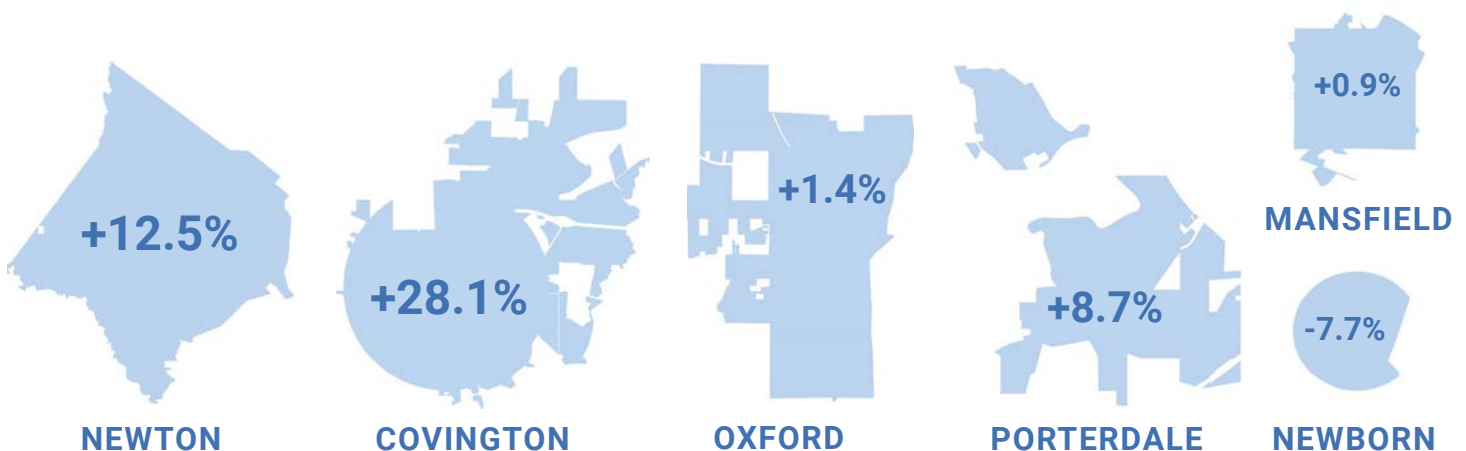 +12.5%
NEWTON
+28.1%
COVINGTON
+1.4%
OXFORD
+8.7%
PORTERDALE
+0.9%
MANSFIELD
-7.7%
NEWBORN